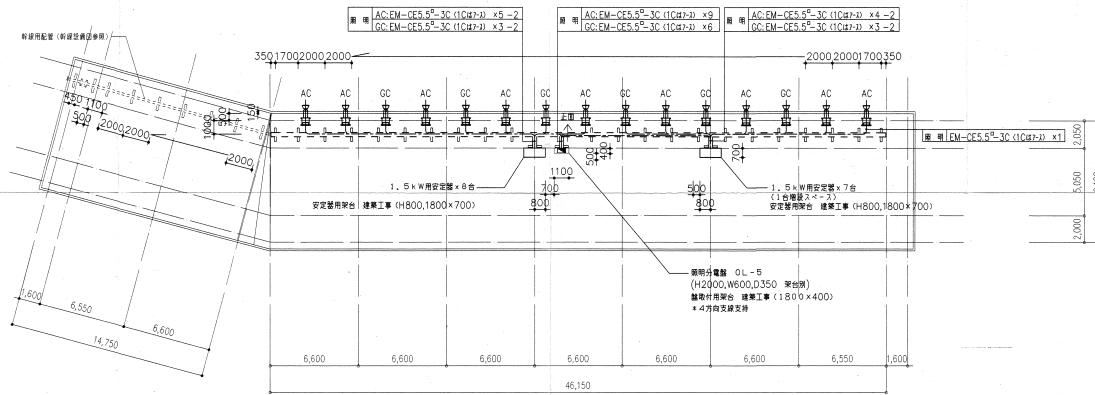 照 明 AC:EM-CE5.5□-3C (1Cはアース) ×5 -2
GC:EM-CE5.5□-3C (1Cはアース) ×3 -2
照 明 AC:EM-CE5.5□-3C (1Cはアース) ×9
GC:EM-CE5.5□-3C (1Cはアース) ×6
照 明 AC:EM-CE5.5□-3C (1Cはアース) ×4 -2
GC:EM-CE5.5□-3C (1Cはアース) ×3 -2
幹線用配管 (幹線設備図参照)
350 1700 2000 2000
2000 2000 1700 350
AC AC GC AC GC AC GC AC GC AC GC AC AC AC AC
正面
450 1100
500
2000 2000
1000
500
150
2000
照 明 EM-CE5.5□-3C (1Cはアース) ×1
2,050
5,050
2,000
500
400
700
1100
700
800
500
800
1.5kW用安定器×8台
安定器用架台 建築工事 (H800,1800×700)
1.5kW用安定器×7台
(1台増設スペース)
安定器用架台 建築工事 (H800,1800×700)
照明分電盤 OL-5
(H2000,W600,D350 架台別)
盤取付用架台 建築工事 (1800×400)
*4方向支線支持
1,600
6,550
6,600
14,750
6,600 6,600 6,600 6,600 6,600 6,600 6,550 1,600
46,150